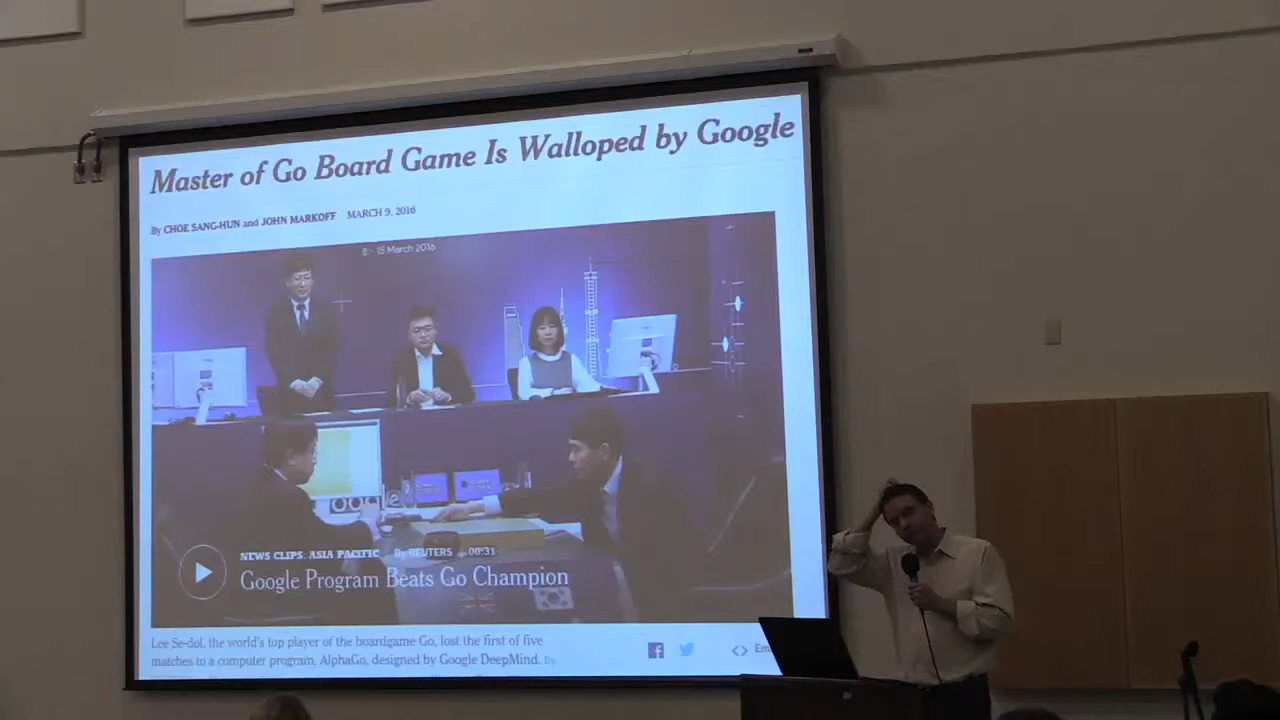 Master of Go Board Game Is Walloped by Google
By CHOE SANG-HUN and JOHN MARKOFF MARCH 9, 2016
8 - 15 March 2016
Google
NEWS CLIPS: ASIA PACIFIC By REUTERS 00:31
Google Program Beats Go Champion
Lee Se-dol, the world's top player of the boardgame Go, lost the first of five
matches to a computer program, AlphaGo, designed by Google DeepMind. By
Em